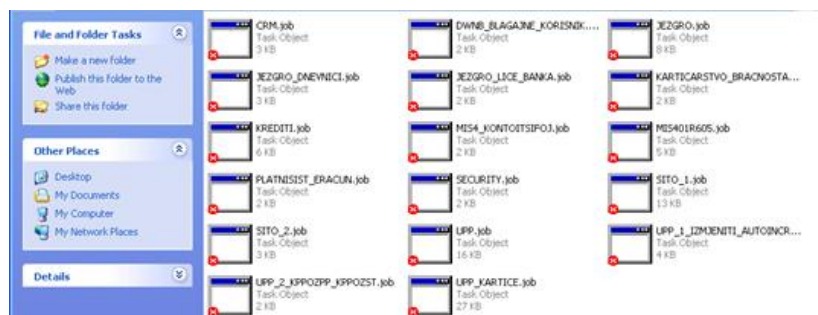 File and Folder Tasks
Make a new folder
Publish this folder to the
Web
Share this folder
Other Places
Desktop
My Documents
My Computer
My Network Places
Details
CRM.job
Task Object
3 KB
DWNB_BLAGAJNE_KORISNIK....
Task Object
2 KB
JEZGRO.job
Task Object
8 KB
JEZGRO_DNEVNICI.job
Task Object
3 KB
JEZGRO_LICE_BANKA.job
Task Object
2 KB
KARTICARSTVO_BRACNOSTA...
Task Object
2 KB
KREDITI.job
Task Object
6 KB
MIS4_KONTOITSIFOJ.job
Task Object
2 KB
MIS401R605.job
Task Object
5 KB
PLATNISIST_ERACUN.job
Task Object
2 KB
SECURITY.job
Task Object
2 KB
SITO_1.job
Task Object
13 KB
SITO_2.job
Task Object
3 KB
UPP.job
Task Object
16 KB
UPP_1_IZMJENITI_AUTOINCR...
Task Object
4 KB
UPP_2_KPPOZPP_KPPOZST.job
Task Object
2 KB
UPP_KARTICE.job
Task Object
27 KB